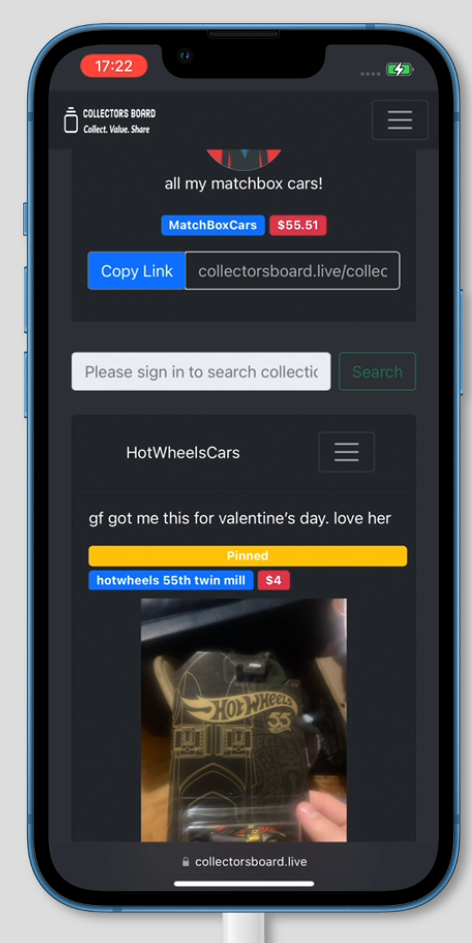 17:22
COLLECTORS BOARD
Collect. Value. Share
all my matchbox cars!
MatchBoxCars $55.51
Copy Link collectorsboard.live/collec
Please sign in to search collectic Search
HotWheelsCars
gf got me this for valentine’s day. love her
Pinned
hotwheels 55th twin mill $4
HOT WHEELS
55
collectorsboard.live